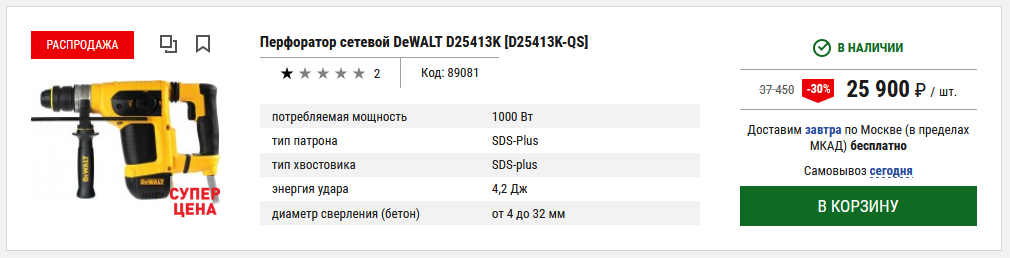 РАСПРОДАЖА
DEWALT
СУПЕР
ЦЕНА
Перфоратор сетевой DeWALT D25413K [D25413K-QS]
2
Код: 89081
потребляемая мощность 1000 Вт
тип патрона SDS-Plus
тип хвостовика SDS-plus
энергия удара 4,2 Дж
диаметр сверления (бетон) от 4 до 32 мм
В НАЛИЧИИ
37 450 -30% 25 900 ₽ / шт.
Доставим завтра по Москве (в пределах
МКАД) бесплатно
Самовывоз сегодня
В КОРЗИНУ